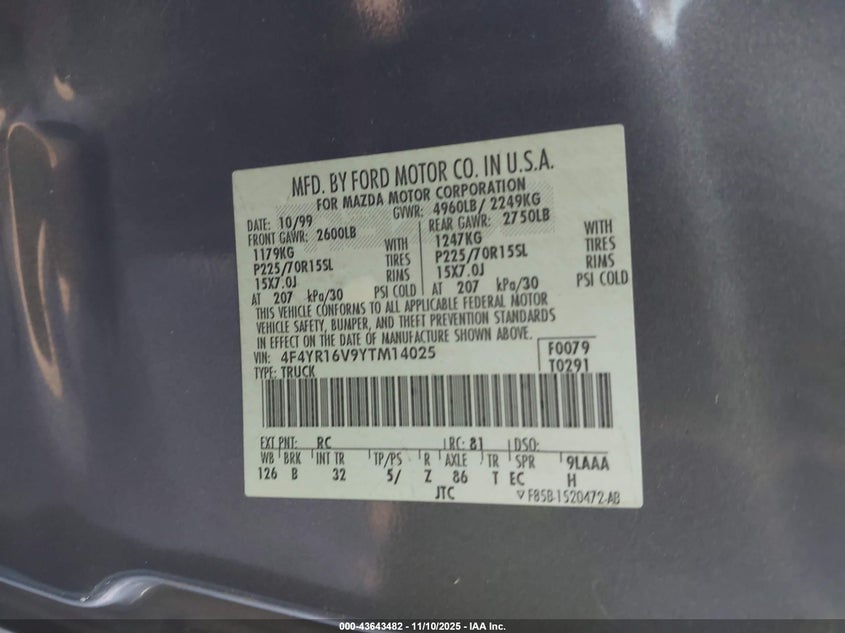 MFD. BY FORD MOTOR CO. IN U.S.A.
FOR MAZDA MOTOR CORPORATION
DATE: 10/99 GVWR: 4960LB/ 2249KG
FRONT GAWR: 2600LB REAR GAWR: 2750LB
1179KG WITH 1247KG WITH
P225/70R15SL TIRES P225/70R15SL TIRES
15X7.0J RIMS 15X7.0J RIMS
AT 207 kPa/30 PSI COLD AT 207 kPa/30 PSI COLD
THIS VEHICLE CONFORMS TO ALL APPLICABLE FEDERAL MOTOR
VEHICLE SAFETY, BUMPER, AND THEFT PREVENTION STANDARDS
IN EFFECT ON THE DATE OF MANUFACTURE SHOWN ABOVE.
VIN: 4F4YR16V9YTM14025 F0079
TYPE: TRUCK T0291
EXT PNT: RC RC: 81 DSO:
WB BRK INT TR TP/PS R AXLE TR SPR 9LAAA
126 B 32 5/ Z 86 T EC H
JTC F85B-1520472-AB
000-43643482 - 11/10/2025 - IAA Inc.